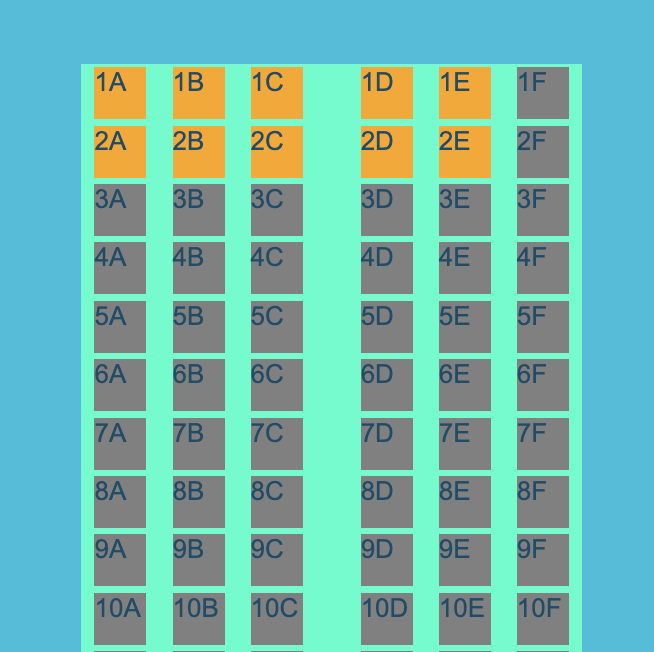 1A 1B 1C 1D 1E 1F
2A 2B 2C 2D 2E 2F
3A 3B 3C 3D 3E 3F
4A 4B 4C 4D 4E 4F
5A 5B 5C 5D 5E 5F
6A 6B 6C 6D 6E 6F
7A 7B 7C 7D 7E 7F
8A 8B 8C 8D 8E 8F
9A 9B 9C 9D 9E 9F
10A 10B 10C 10D 10E 10F